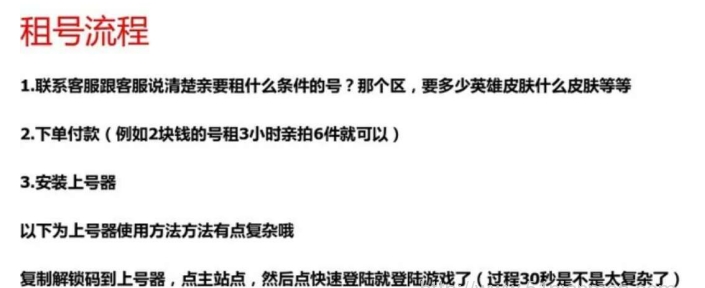 租号流程
1.联系客服跟客服说清楚亲要租什么条件的号？那个区，要多少英雄皮肤什么皮肤等等
2.下单付款（例如2块钱的号租3小时亲拍6件就可以）
3.安装上号器
以下为上号器使用方法方法有点复杂哦
复制解锁码到上号器，点主站点，然后点快速登陆就登陆游戏了（过程30秒是不是太复杂了）